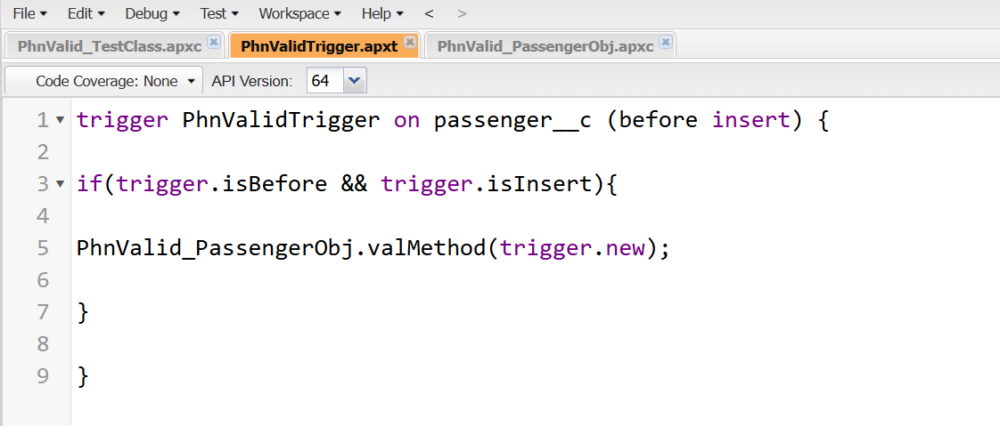 File Edit Debug Test Workspace Help < >
PhnValid_TestClass.apxc PhnValidTrigger.apxt PhnValid_PassengerObj.apxc
Code Coverage: None API Version: 64
1 trigger PhnValidTrigger on passenger__c (before insert) {
2
3 if(trigger.isBefore && trigger.isInsert){
4
5 PhnValid_PassengerObj.valMethod(trigger.new);
6
7 }
8
9 }